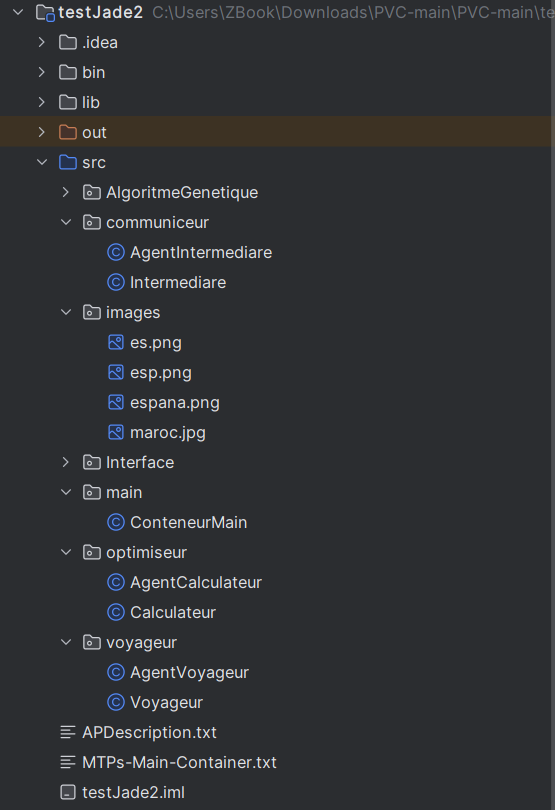 testJade2 C:\Users\ZBook\Downloads\PVC-main\PVC-main\te
.idea
bin
lib
out
src
AlgoritmeGenetique
communiceur
AgentIntermediare
Intermediare
images
es.png
esp.png
espana.png
maroc.jpg
Interface
main
ConteneurMain
optimiseur
AgentCalculateur
Calculateur
voyageur
AgentVoyageur
Voyageur
APDescription.txt
MTPs-Main-Container.txt
testJade2.iml